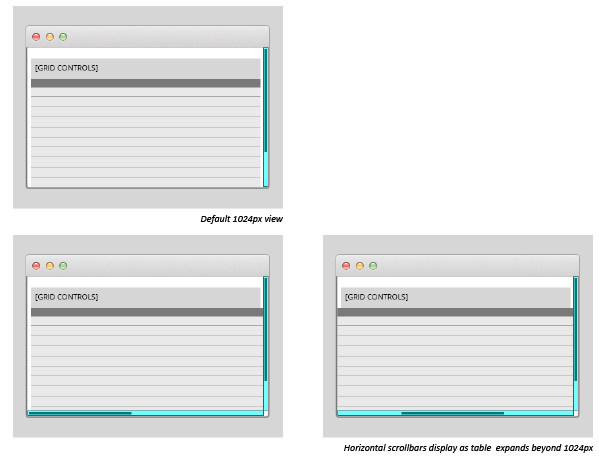 [GRID CONTROLS]
Default 1024px view
[GRID CONTROLS]
[GRID CONTROLS]
Horizontal scrollbars display as table expands beyond 1024px